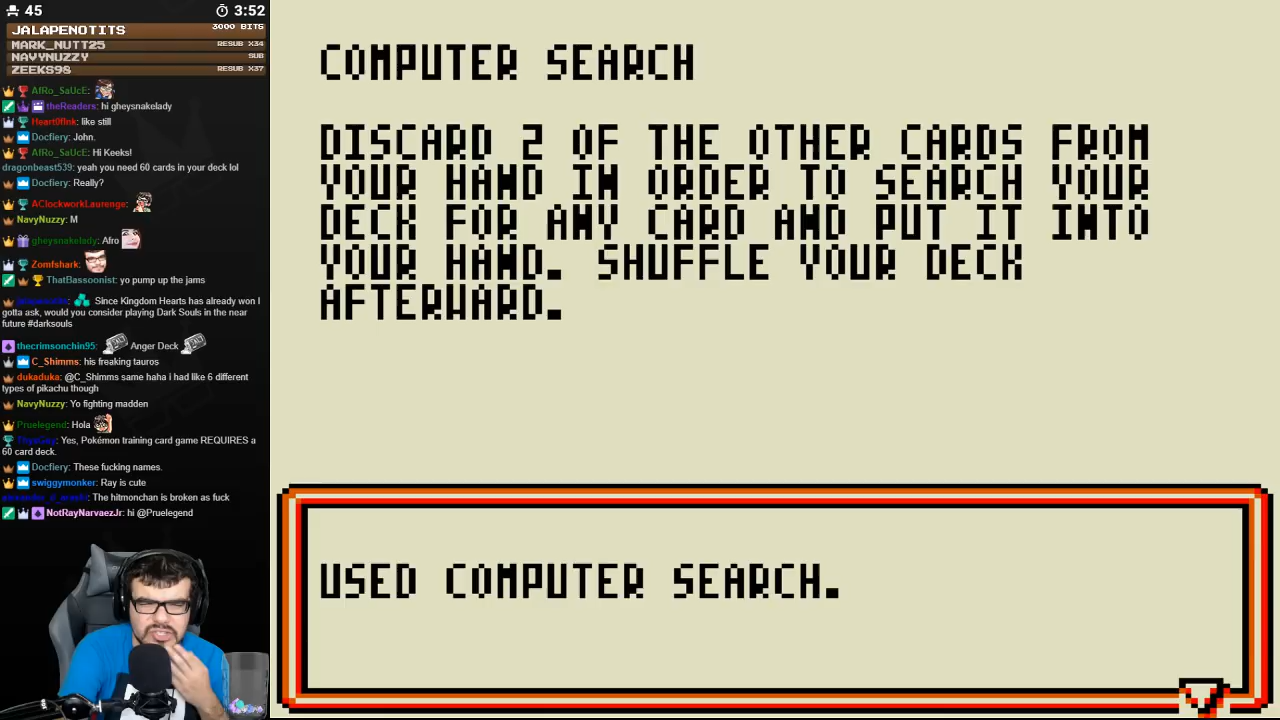 45
3:52
JALAPENOTITS 3000 BITS
MARK_NUTT25 RESUB X34
NAVYNUZZY SUB
ZEEKS98 RESUB X37
AfRo_SaUcE:
theReaders: hi gheysnakelady
Heart0fInk: like still
Docfiery: John.
AfRo_SaUcE: Hi Keeks!
dragonbeast539: yeah you need 60 cards in your deck lol
Docfiery: Really?
AClockworkLaurenge:
NavyNuzzy: M
gheysnakelady: Afro
Zomfshark:
ThatBassoonist: yo pump up the jams
Since Kingdom Hearts has already won I
gotta ask, would you consider playing Dark Souls in the near
future #darksouls
thecrimsonchin95: Anger Deck
C_Shimms: his freaking tauros
dukaduka: @C_Shimms same haha i had like 6 different
types of pikachu though
NavyNuzzy: Yo fighting madden
Pruelegend: Hola
Yes, Pokémon training card game REQUIRES a
60 card deck.
Docfiery: These fucking names.
swiggymonker: Ray is cute
The hitmonchan is broken as fuck
NotRayNarvaezJr: hi @Pruelegend
COMPUTER SEARCH
DISCARD 2 OF THE OTHER CARDS FROM
YOUR HAND IN ORDER TO SEARCH YOUR
DECK FOR ANY CARD AND PUT IT INTO
YOUR HAND. SHUFFLE YOUR DECK
AFTERWARD.
USED COMPUTER SEARCH.